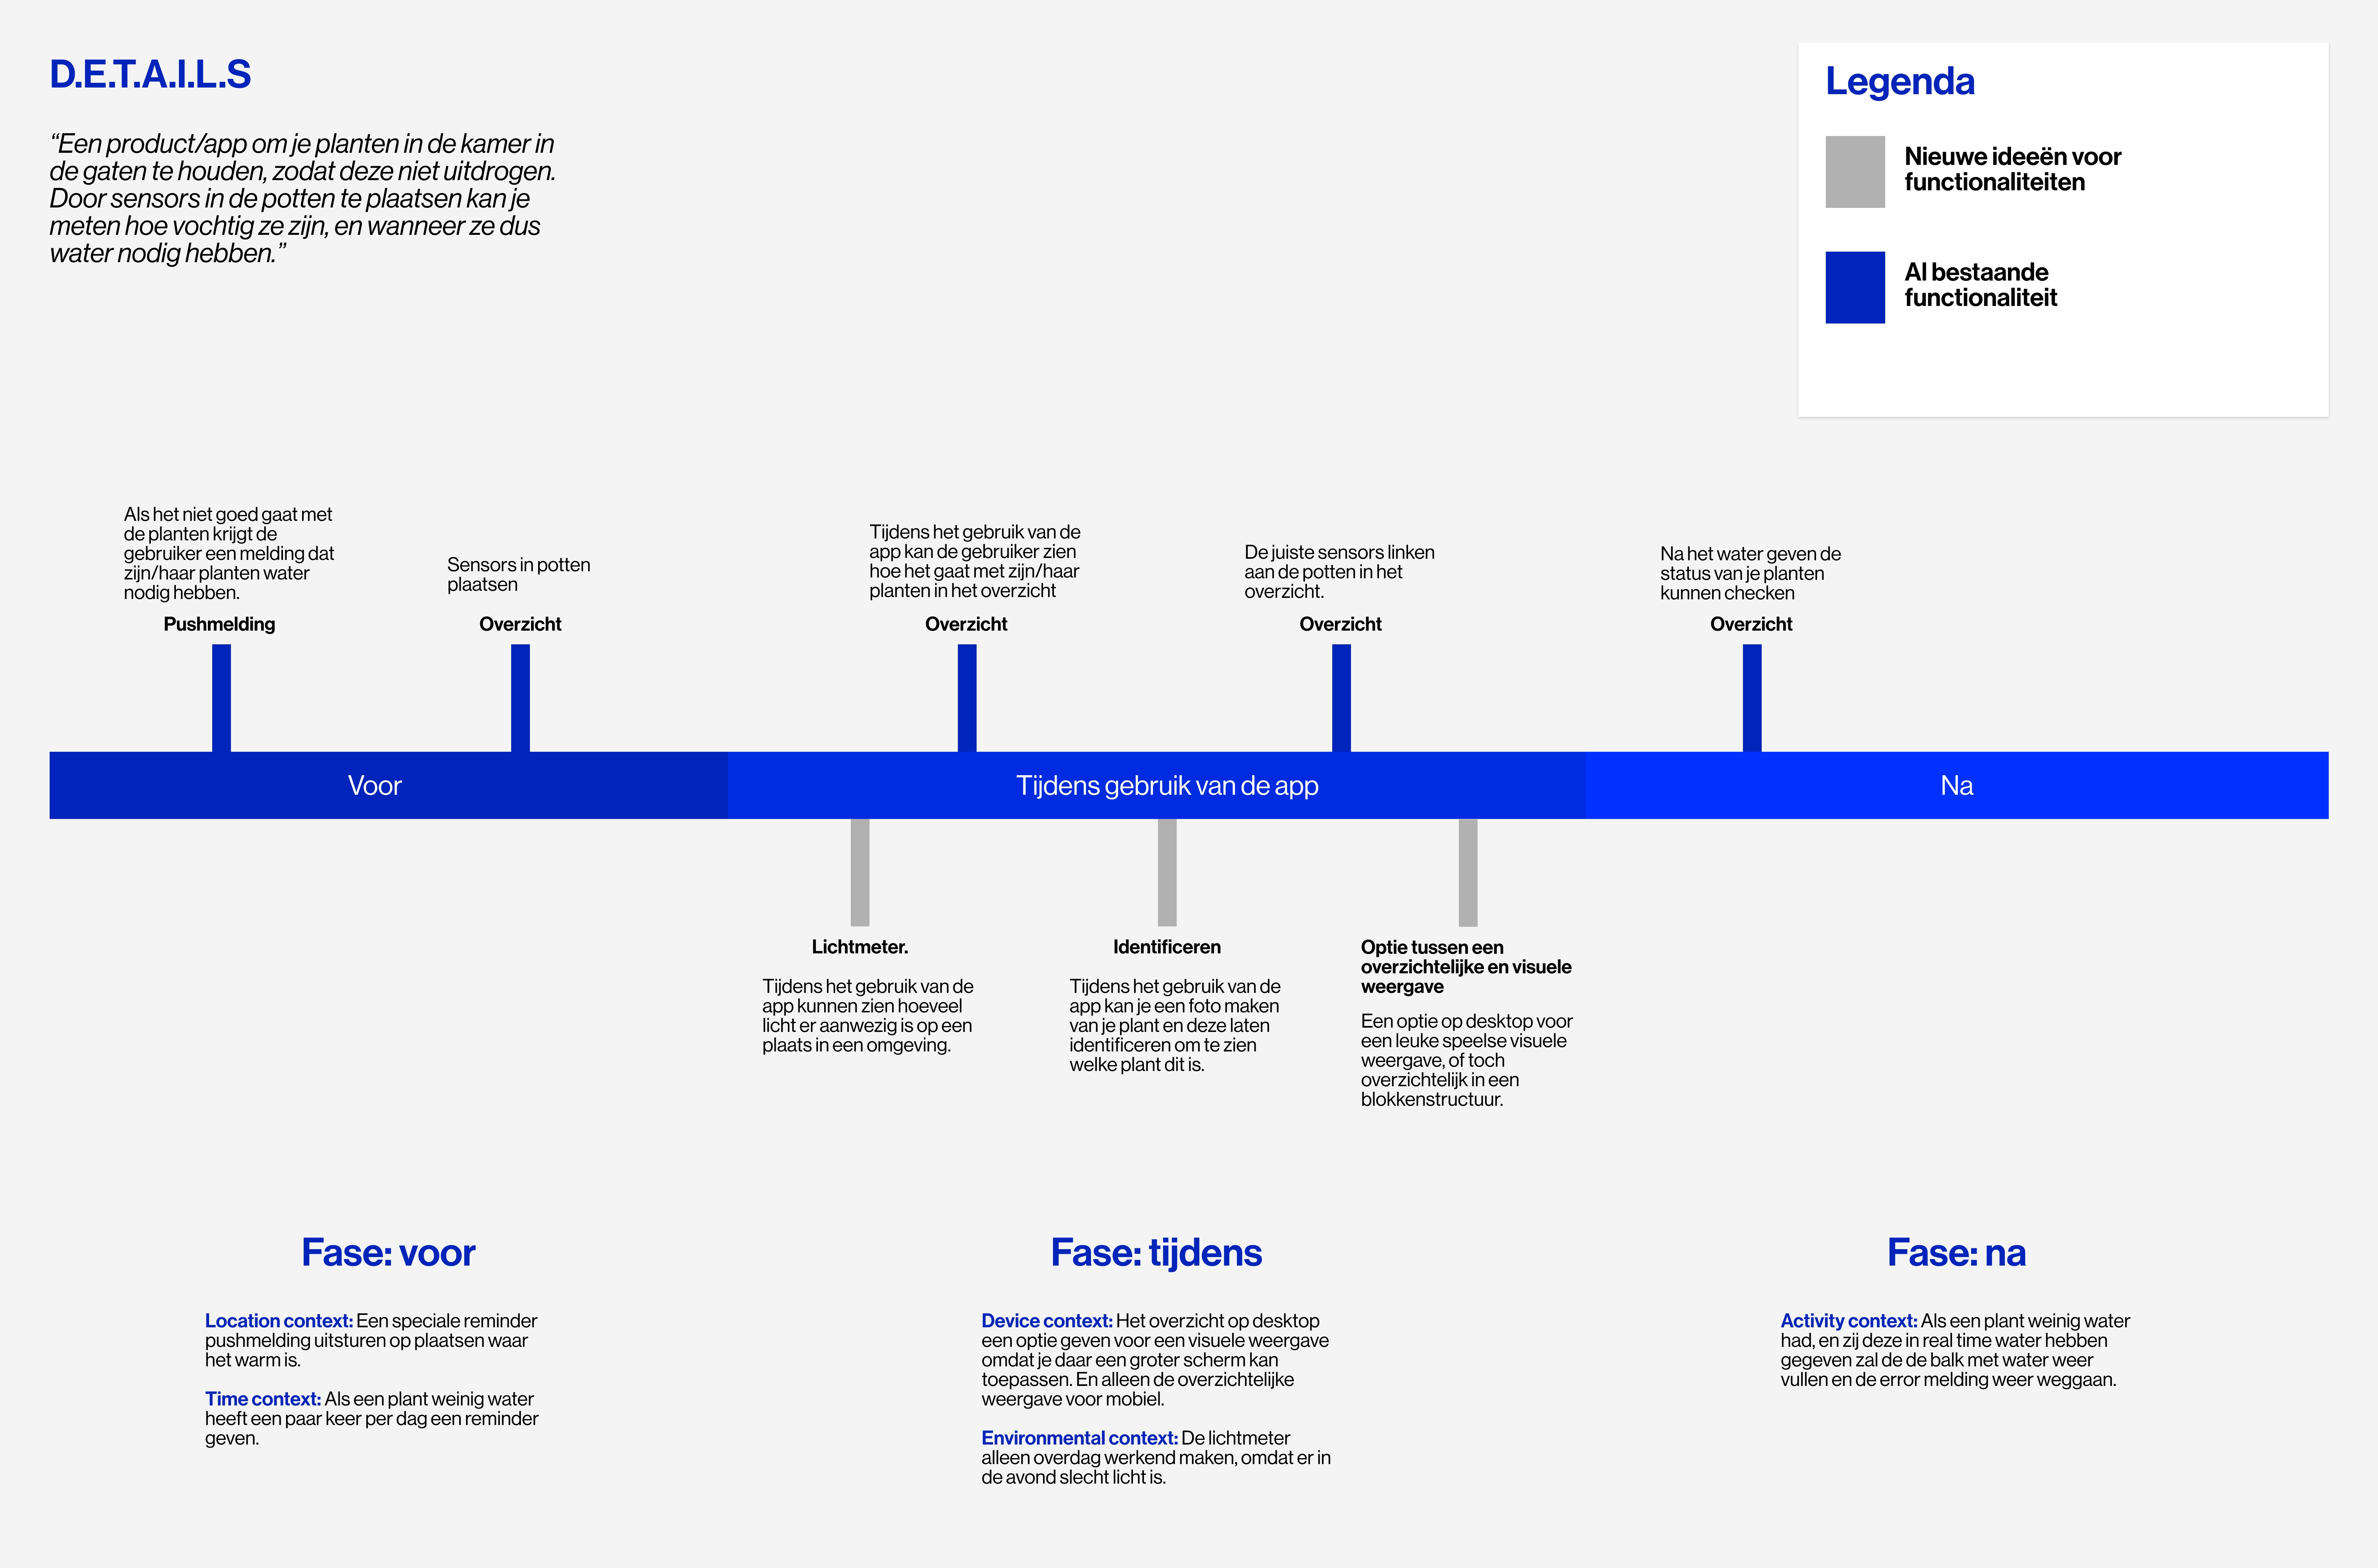 D.E.T.A.I.L.S
“Een product/app om je planten in de kamer in
de gaten te houden, zodat deze niet uitdrogen.
Door sensors in de potten te plaatsen kan je
meten hoe vochtig ze zijn, en wanneer ze dus
water nodig hebben.”
Legenda
Nieuwe ideeën voor
functionaliteiten
Al bestaande
functionaliteit
Als het niet goed gaat met
de planten krijgt de
gebruiker een melding dat
zijn/haar planten water
nodig hebben.
Pushmelding
Sensors in potten
plaatsen
Overzicht
Tijdens het gebruik van de
app kan de gebruiker zien
hoe het gaat met zijn/haar
planten in het overzicht
Overzicht
De juiste sensors linken
aan de potten in het
overzicht.
Overzicht
Na het water geven de
status van je planten
kunnen checken
Overzicht
Voor
Tijdens gebruik van de app
Na
Lichtmeter.
Tijdens het gebruik van de
app kunnen zien hoeveel
licht er aanwezig is op een
plaats in een omgeving.
Identificeren
Tijdens het gebruik van de
app kan je een foto maken
van je plant en deze laten
identificeren om te zien
welke plant dit is.
Optie tussen een
overzichtelijke en visuele
weergave
Een optie op desktop voor
een leuke speelse visuele
weergave, of toch
overzichtelijk in een
blokkenstructuur.
Fase: voor
Location context: Een speciale reminder
pushmelding uitsturen op plaatsen waar
het warm is.
Time context: Als een plant weinig water
heeft een paar keer per dag een reminder
geven.
Fase: tijdens
Device context: Het overzicht op desktop
een optie geven voor een visuele weergave
omdat je daar een groter scherm kan
toepassen. En alleen de overzichtelijke
weergave voor mobiel.
Environmental context: De lichtmeter
alleen overdag werkend maken, omdat er in
de avond slecht licht is.
Fase: na
Activity context: Als een plant weinig water
had, en zij deze in real time water hebben
gegeven zal de de balk met water weer
vullen en de error melding weer weggaan.